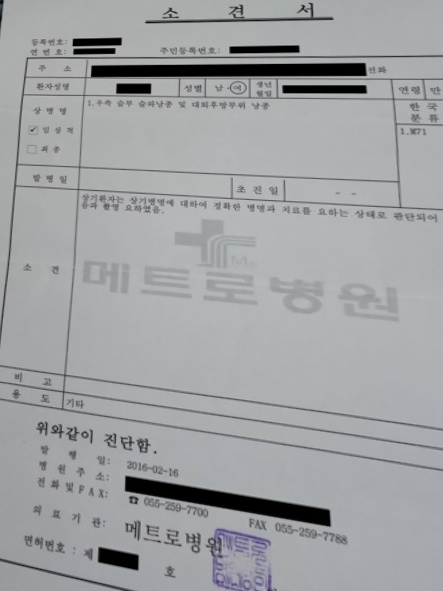 소 견 서
등록번호:
연 번 호:
주민등록번호:
주 소
전화
환자성명
성별 남·여
생년
월일
연령 만
상 병 명
1.우측 슬부 슬와낭종 및 대퇴후방부위 낭종
한 국
분 류
임상적
1.M71
최 종
발 병 일
초 진 일
- -
상기환자는 상기병명에 대하여 정확한 병명과 치료를 요하는 상태로 판단되어
음파 촬영 요하였음.
소 견
메트로병원
비 고
용 도
기타
위와같이 진단함.
발 행 일:
2016-02-16
병 원 주 소:
전 화 및 F A X:
☎ 055-259-7700
FAX 055-259-7788
의 료 기 관:
메트로병원
면허번호 : 제
호